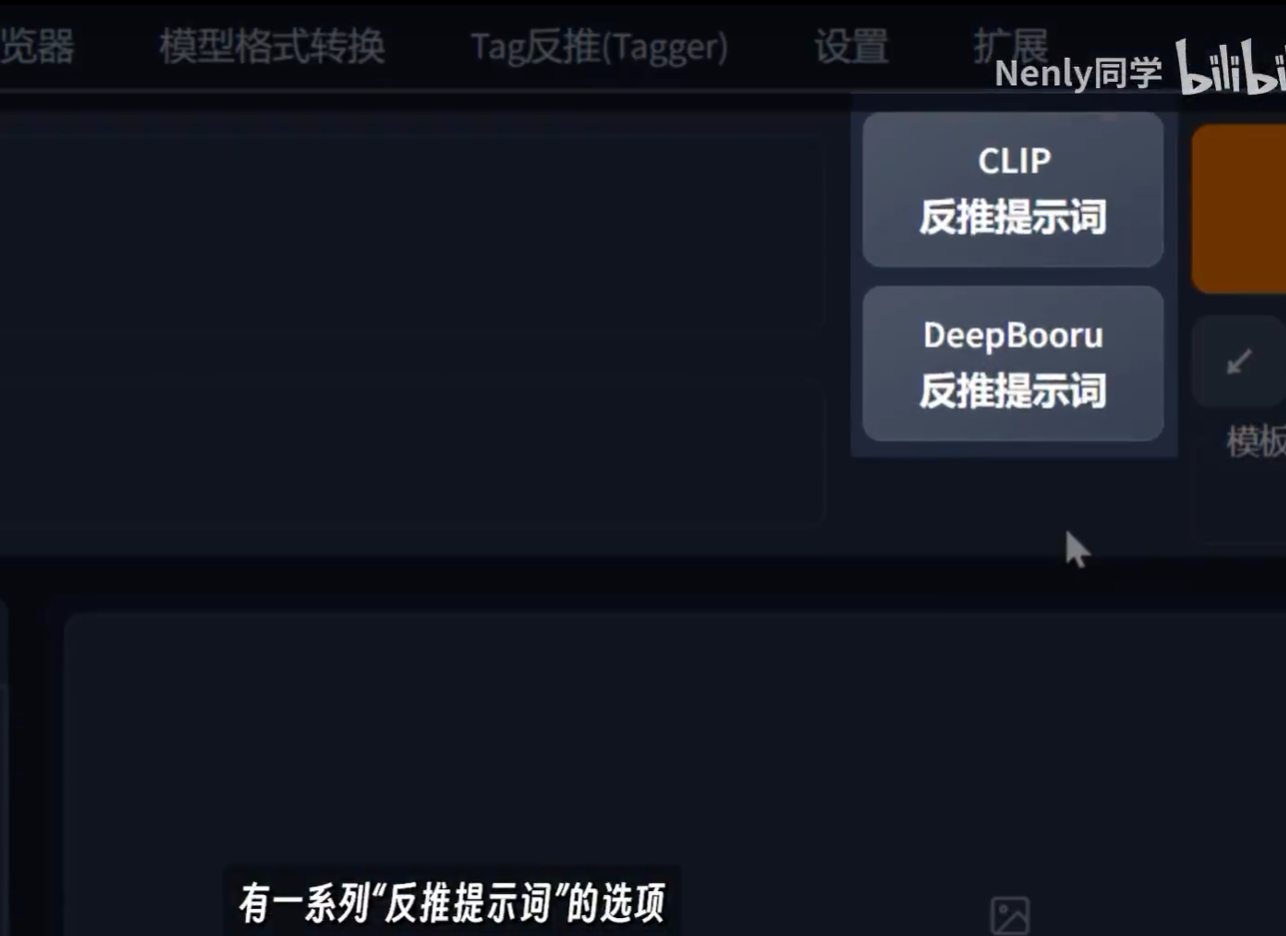 览器 模型格式转换 Tag反推(Tagger) 设置 扩展
Nenly同学 bilibi
CLIP
反推提示词
DeepBooru
反推提示词
模板
有一系列“反推提示词”的选项